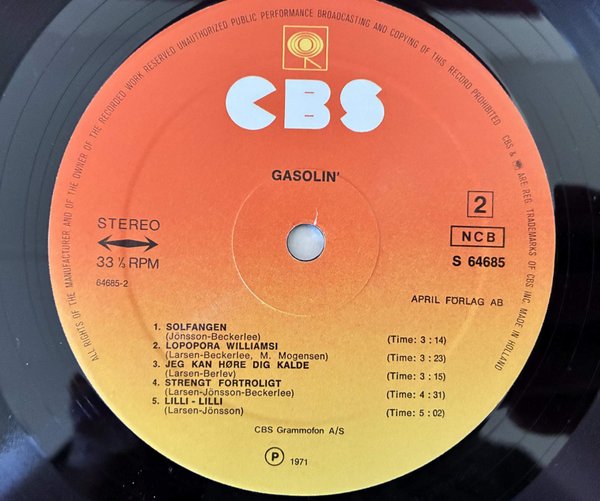 ALL RIGHTS OF THE MANUFACTURER AND OF THE OWNER OF THE RECORDED WORK RESERVED UNAUTHORIZED PUBLIC PERFORMANCE BROADCASTING AND COPYING OF THIS RECORD PROHIBITED
CBS & ARE REG. TRADEMARKS OF CBS INC. MADE IN HOLLAND
CBS
GASOLIN'
STEREO
33 ⅓ RPM
64685-2
2
NCB
S 64685
APRIL FÖRLAG AB
1. SOLFANGEN
(Jönsson-Beckerlee) (Time: 3 : 14)
2. LOPOPORA WILLIAMSI
(Larsen-Beckerlee, M. Mogensen) (Time: 3 : 23)
3. JEG KAN HØRE DIG KALDE
(Larsen-Berlev) (Time: 3 : 15)
4. STRENGT FORTROLIGT
(Larsen-Jönsson-Beckerlee) (Time: 4 : 31)
5. LILLI - LILLI
(Larsen-Jönsson) (Time: 5 : 02)
CBS Grammofon A/S
Ⓟ 1971